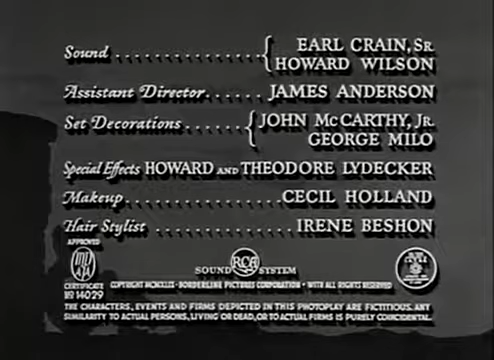 Sound .................. { EARL CRAIN, SR.
HOWARD WILSON
Assistant Director...... JAMES ANDERSON
Set Decorations ...... { JOHN McCARTHY, JR.
GEORGE MILO
Special Effects HOWARD AND THEODORE LYDECKER
Makeup.................... CECIL HOLLAND
Hair Stylist .................. IRENE BESHON
APPROVED
MPAA
CERTIFICATE
No 14029
RCA
SOUND SYSTEM
COPYRIGHT MCMXLIX - BORDERLINE PICTURES CORPORATION - WITH ALL RIGHTS RESERVED
THE CHARACTERS, EVENTS AND FIRMS DEPICTED IN THIS PHOTOPLAY ARE FICTITIOUS. ANY
SIMILARITY TO ACTUAL PERSONS, LIVING OR DEAD, OR TO ACTUAL FIRMS IS PURELY COINCIDENTAL.